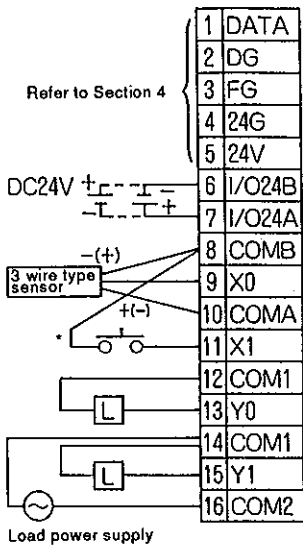 1 DATA
2 DG
3 FG
4 24G
5 24V
6 I/O24B
7 I/O24A
8 COMB
9 X0
10 COMA
11 X1
12 COM1
13 Y0
14 COM1
15 Y1
16 COM2
Refer to Section 4
DC24V + -
- +
-(+)
3 wire type
sensor
+(-)
*
L
L
Load power supply